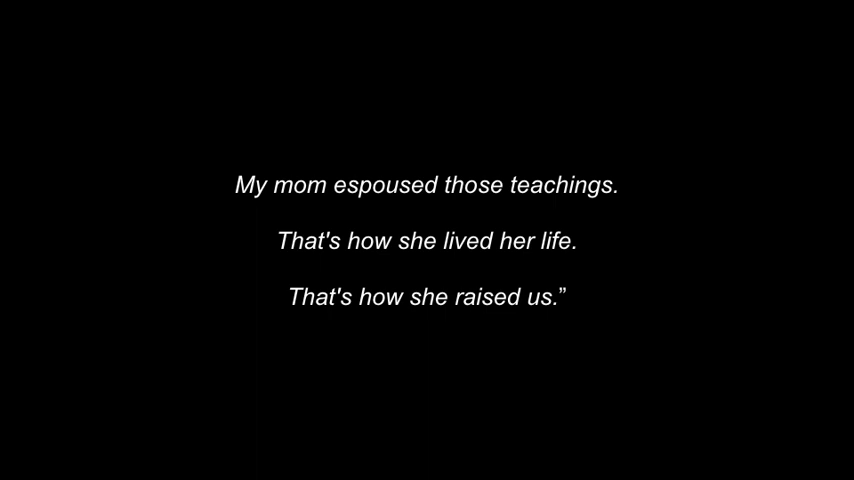 My mom espoused those teachings.
That's how she lived her life.
That's how she raised us.”